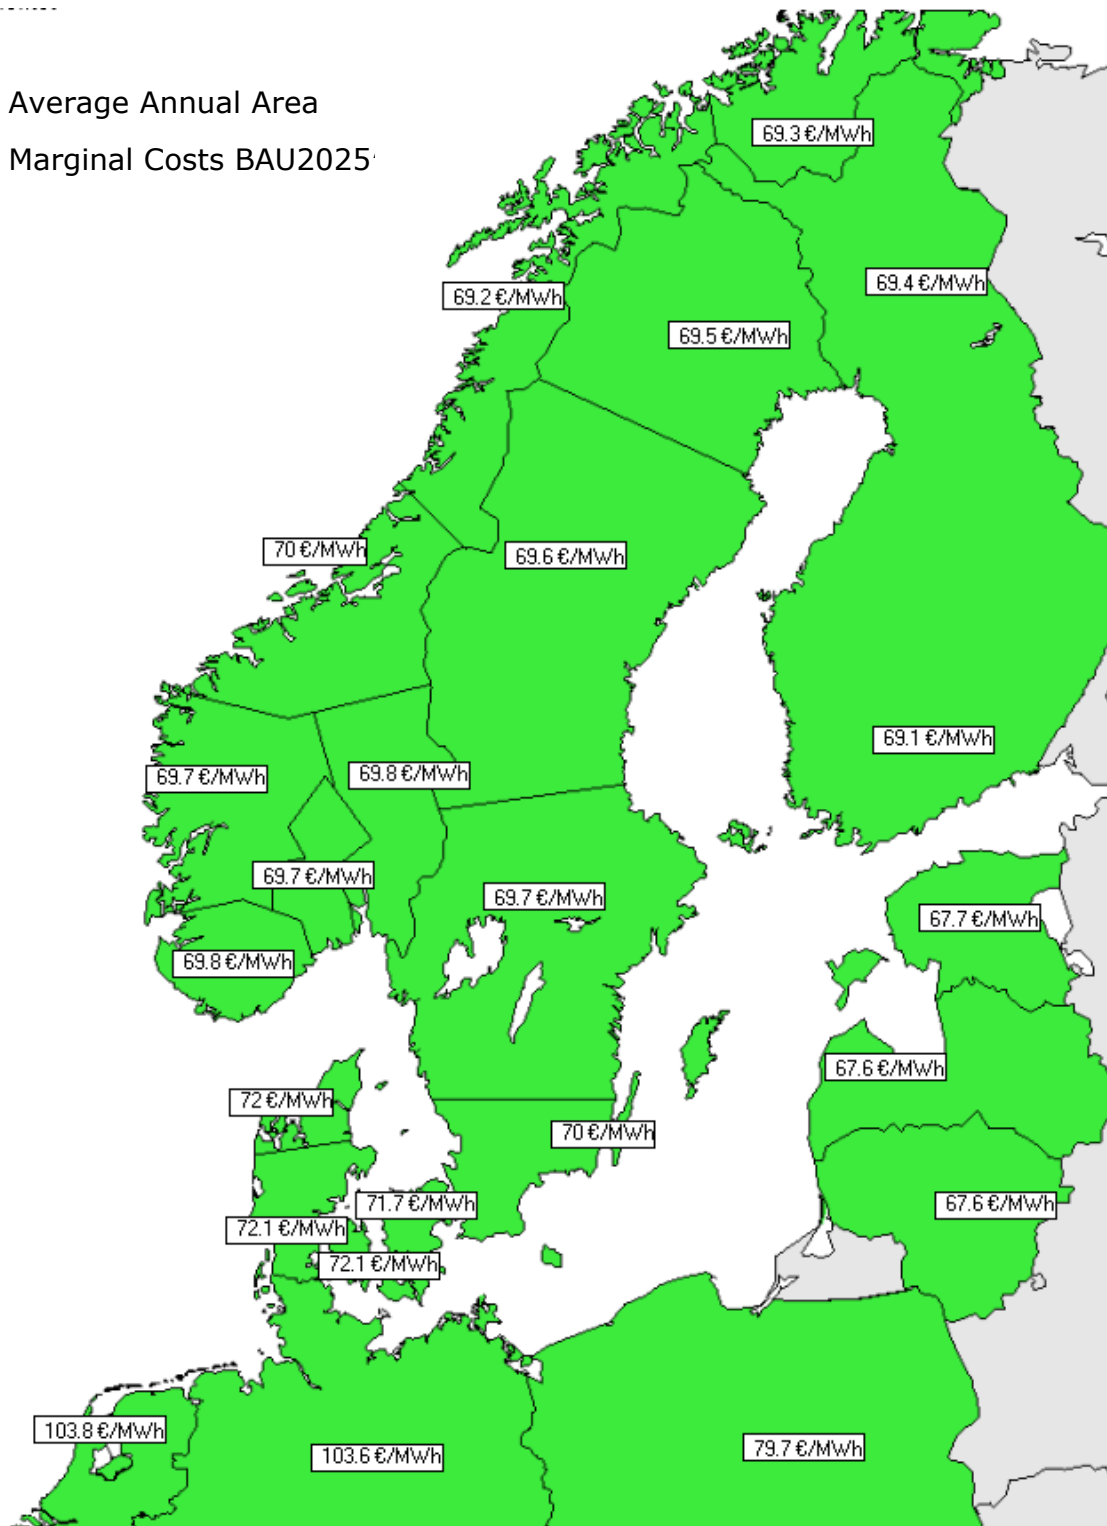 Average Annual Area
Marginal Costs BAU2025
69.3 €/MWh
69.4 €/MWh
69.2 €/MWh
69.5 €/MWh
70 €/MWh
69.6 €/MWh
69.1 €/MWh
69.7 €/MWh
69.8 €/MWh
69.7 €/MWh
69.7 €/MWh
67.7 €/MWh
69.8 €/MWh
67.6 €/MWh
72 €/MWh
70 €/MWh
71.7 €/MWh
67.6 €/MWh
72.1 €/MWh
72.1 €/MWh
103.8 €/MWh
103.6 €/MWh
79.7 €/MWh